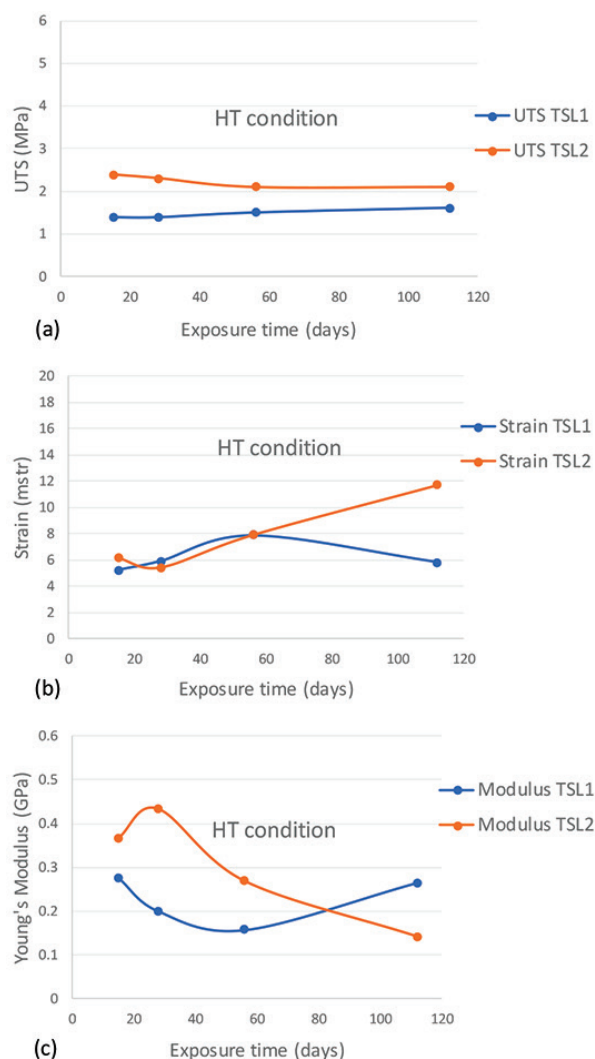 6
5
4
3
2
1
0
UTS (MPa)
HT condition
UTS TSL1
UTS TSL2
0 20 40 60 80 100 120
(a)
Exposure time (days)
20
18
16
14
12
10
8
6
4
2
0
Strain (mstr)
HT condition
Strain TSL1
Strain TSL2
0 20 40 60 80 100 120
(b)
Exposure time (days)
0.6
0.5
0.4
0.3
0.2
0.1
0
Young's Modulus (GPa)
HT condition
Modulus TSL1
Modulus TSL2
0 20 40 60 80 100 120
(c)
Exposure time (days)